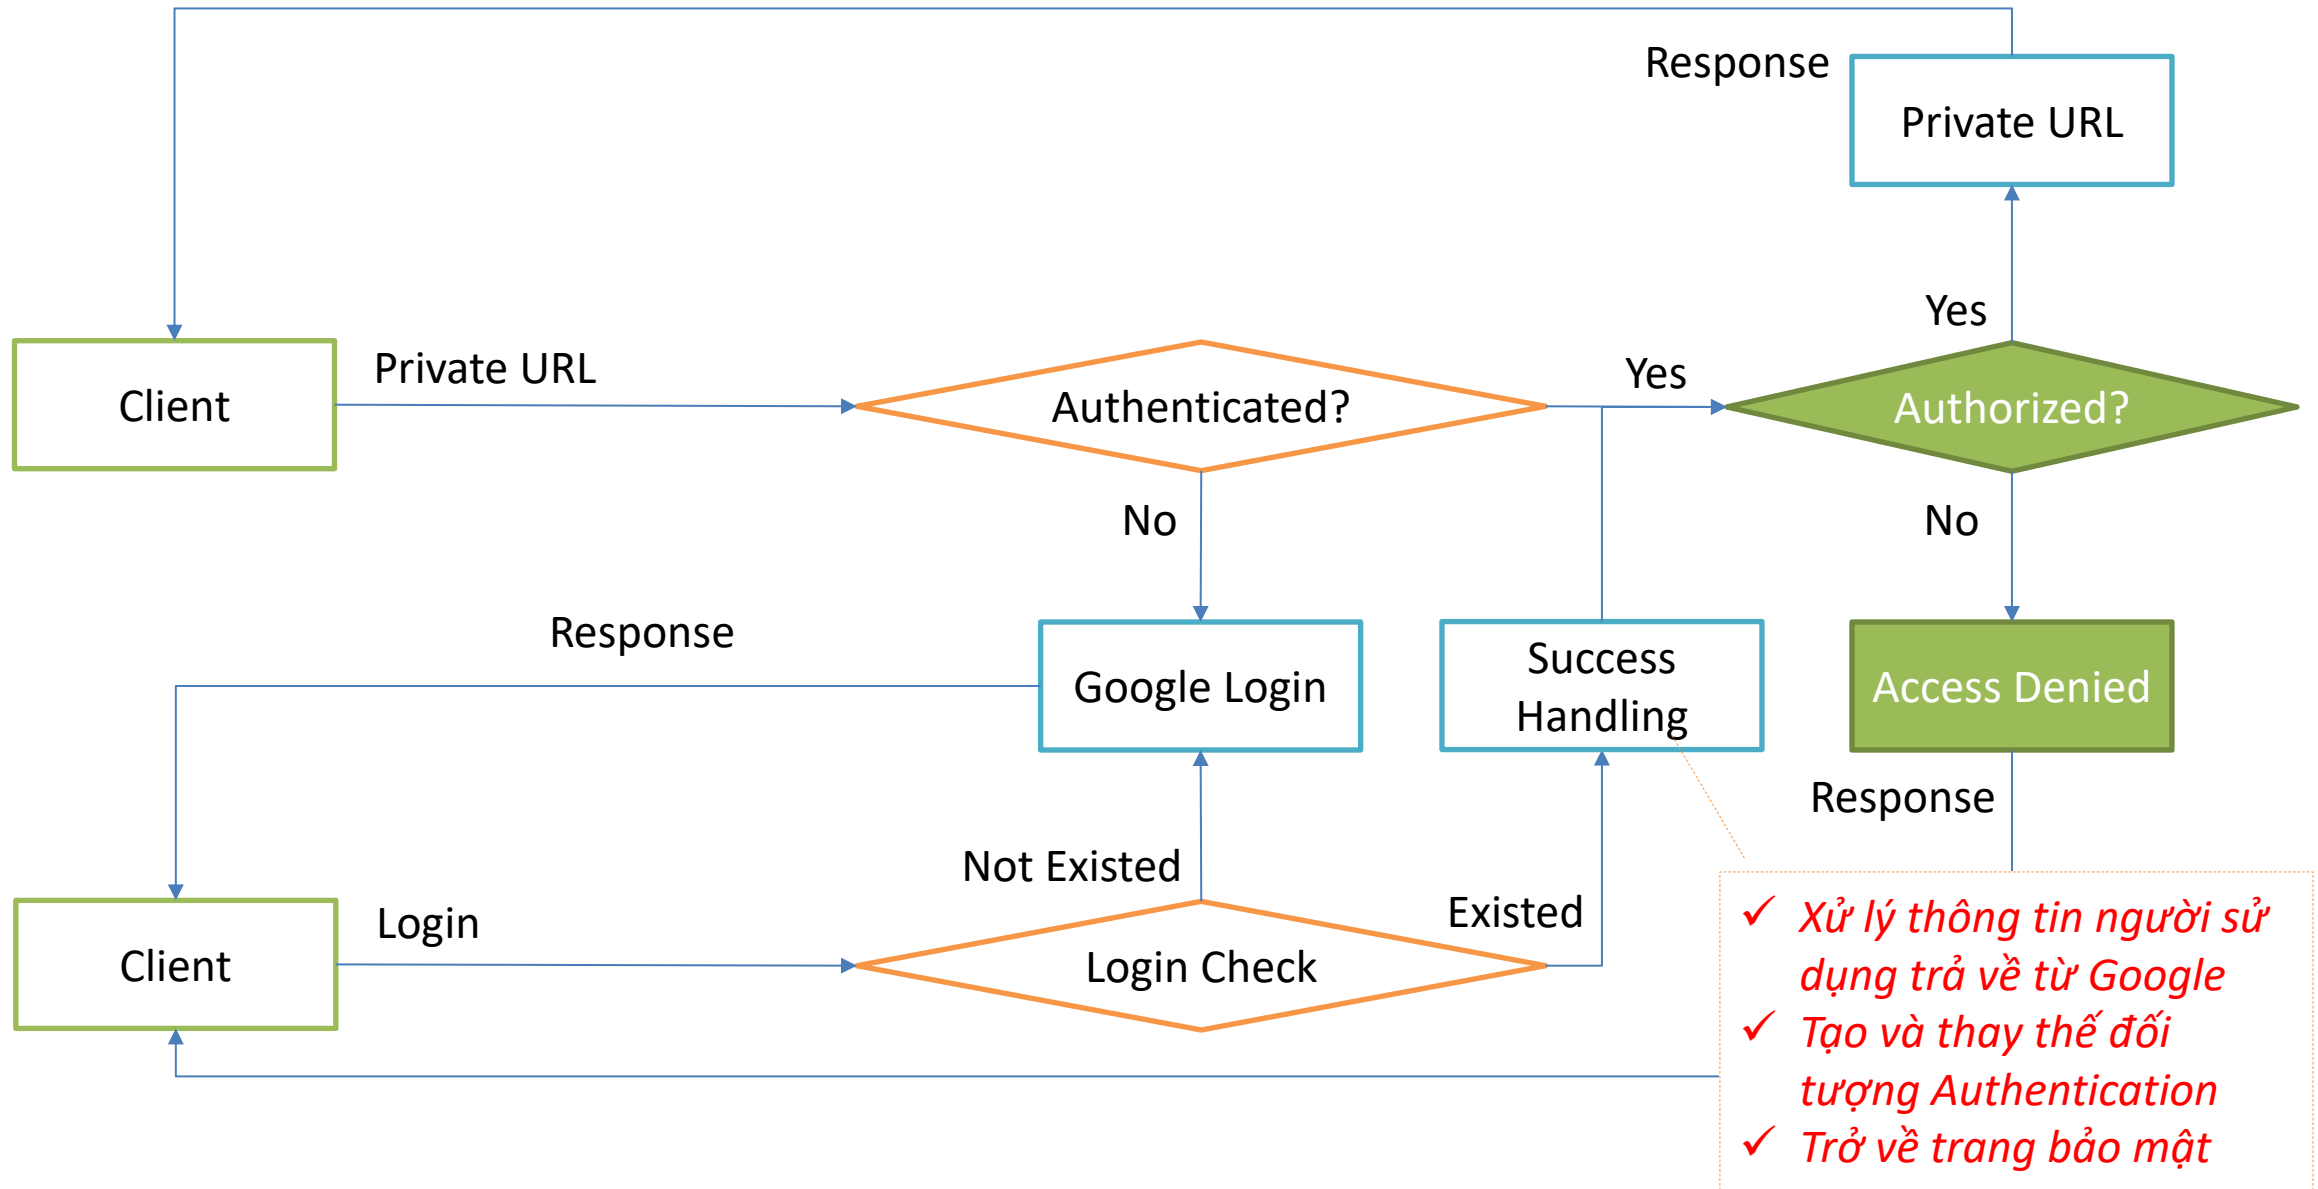 Response
Private URL
Yes
Client
Private URL
Authenticated?
Yes
Authorized?
No
No
Response
Google Login
Success
Handling
Access Denied
Response
Not Existed
Existed
Client
Login
Login Check
✓ Xử lý thông tin người sử
dụng trả về từ Google
✓ Tạo và thay thế đối
tượng Authentication
✓ Trở về trang bảo mật